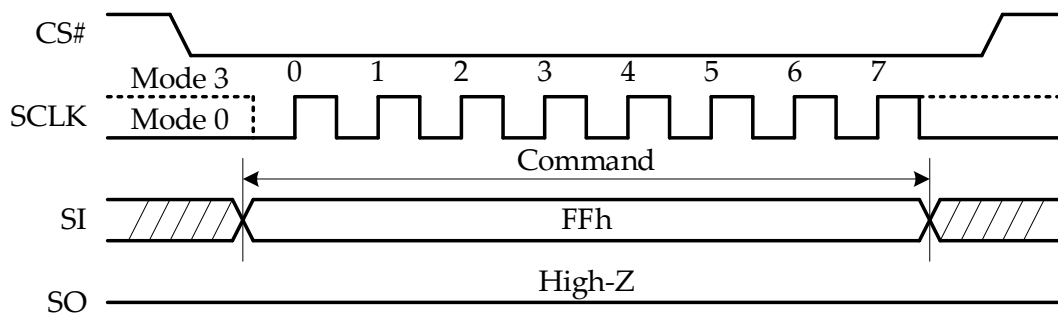 CS#
0 1 2 3 4 5 6 7
Mode 3
SCLK
Mode 0
Command
SI
FFh
High-Z
SO